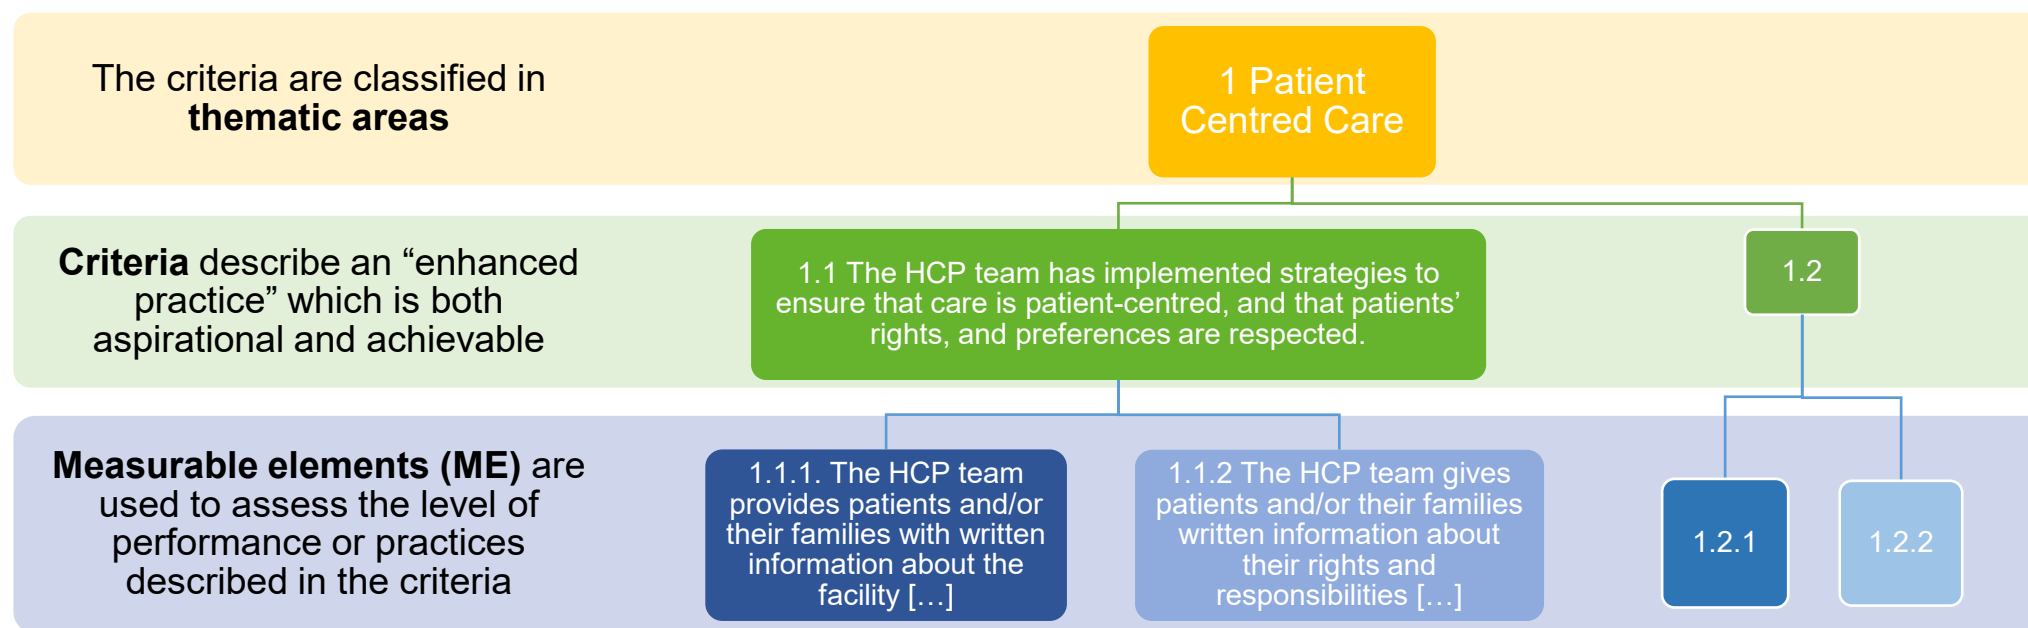 The criteria are classified in
thematic areas
1 Patient
Centred Care
Criteria describe an “enhanced
practice” which is both
aspirational and achievable
1.1 The HCP team has implemented strategies to
ensure that care is patient-centred, and that patients’
rights, and preferences are respected.
1.2
Measurable elements (ME) are
used to assess the level of
performance or practices
described in the criteria
1.1.1. The HCP team
provides patients and/or
their families with written
information about the
facility […]
1.1.2 The HCP team gives
patients and/or their families
written information about
their rights and
responsibilities […]
1.2.1
1.2.2